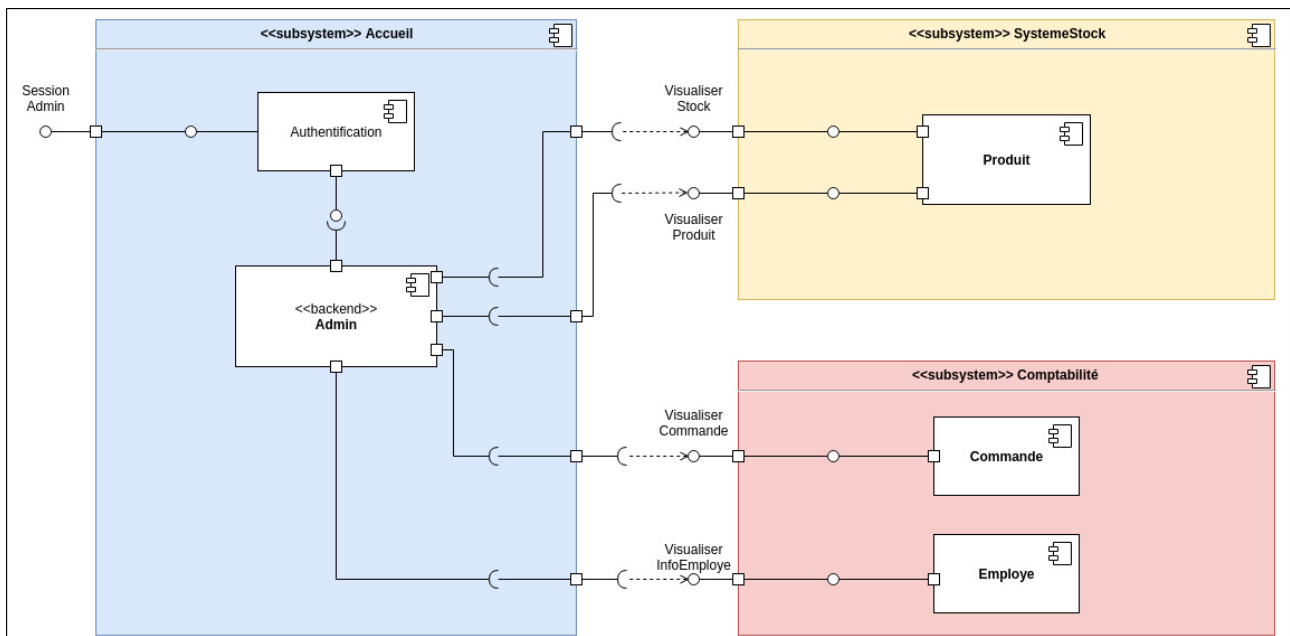 <<subsystem>> Accueil
<<subsystem>> SystemeStock
Session
Admin
Authentification
Visualiser
Stock
Produit
Visualiser
Produit
<<backend>>
Admin
<<subsystem>> Comptabilité
Visualiser
Commande
Commande
Visualiser
InfoEmploye
Employe